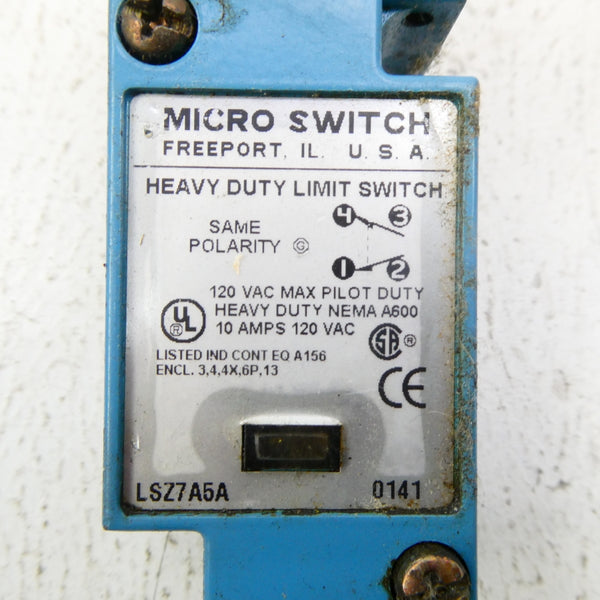 MICRO SWITCH
FREEPORT, IL. U. S. A.
HEAVY DUTY LIMIT SWITCH
SAME
POLARITY Ⓖ
4 3
1 2
120 VAC MAX PILOT DUTY
HEAVY DUTY NEMA A600
10 AMPS 120 VAC
UL ®
SA ®
LISTED IND CONT EQ A156
ENCL. 3,4,4X,6P,13
CE
LSZ7A5A 0141